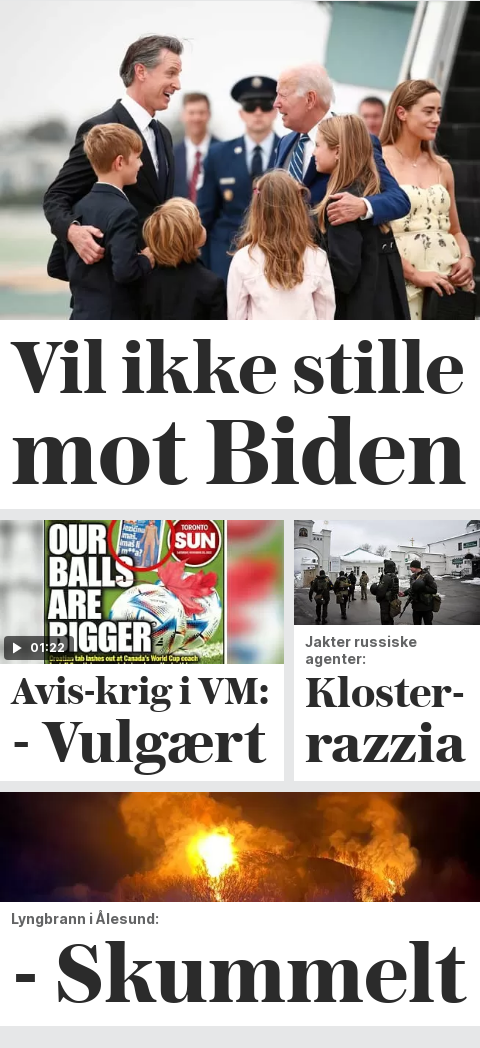 Vil ikke stille
mot Biden
OUR
BALLS
ARE
BIGGER
TORONTO
SUN
Croatian tab lashes out at Canada's World Cup coach
01:22
Avis-krig i VM:
- Vulgært
Jakter russiske
agenter:
Kloster-
razzia
Lyngbrann i Ålesund:
- Skummelt